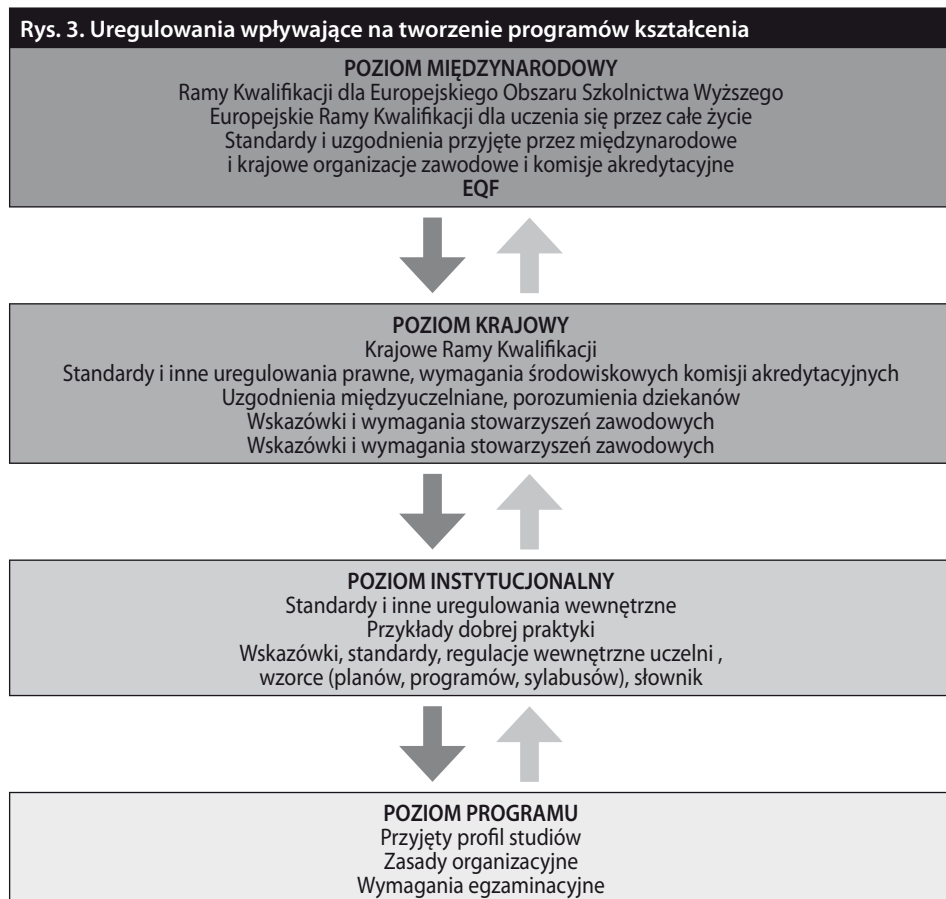 Rys. 3. Uregulowania wpływające na tworzenie programów kształcenia
POZIOM MIĘDZYNARODOWY
Ramy Kwalifikacji dla Europejskiego Obszaru Szkolnictwa Wyższego
Europejskie Ramy Kwalifikacji dla uczenia się przez całe życie
Standardy i uzgodnienia przyjęte przez międzynarodowe
i krajowe organizacje zawodowe i komisje akredytacyjne
EQF
POZIOM KRAJOWY
Krajowe Ramy Kwalifikacji
Standardy i inne uregulowania prawne, wymagania środowiskowych komisji akredytacyjnych
Uzgodnienia międzyuczelniane, porozumienia dziekanów
Wskazówki i wymagania stowarzyszeń zawodowych
Wskazówki i wymagania stowarzyszeń zawodowych
POZIOM INSTYTUCJONALNY
Standardy i inne uregulowania wewnętrzne
Przykłady dobrej praktyki
Wskazówki, standardy, regulacje wewnętrzne uczelni ,
wzorce (planów, programów, sylabusów), słownik
POZIOM PROGRAMU
Przyjęty profil studiów
Zasady organizacyjne
Wymagania egzaminacyjne